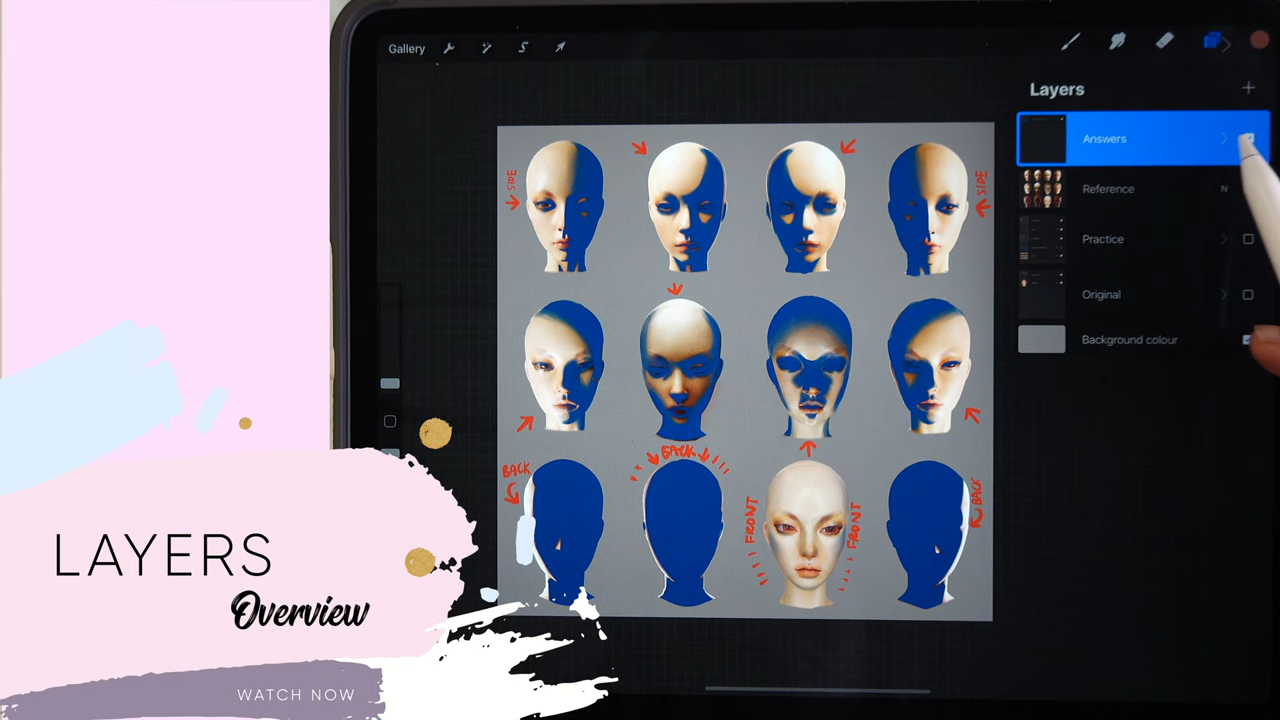 Gallery
Layers
Answers
Reference
N
Practice
Original
Background colour
SIDE
SIDE
BACK
BACK
FRONT
FRONT
BACK
LAYERS
Overview
WATCH NOW